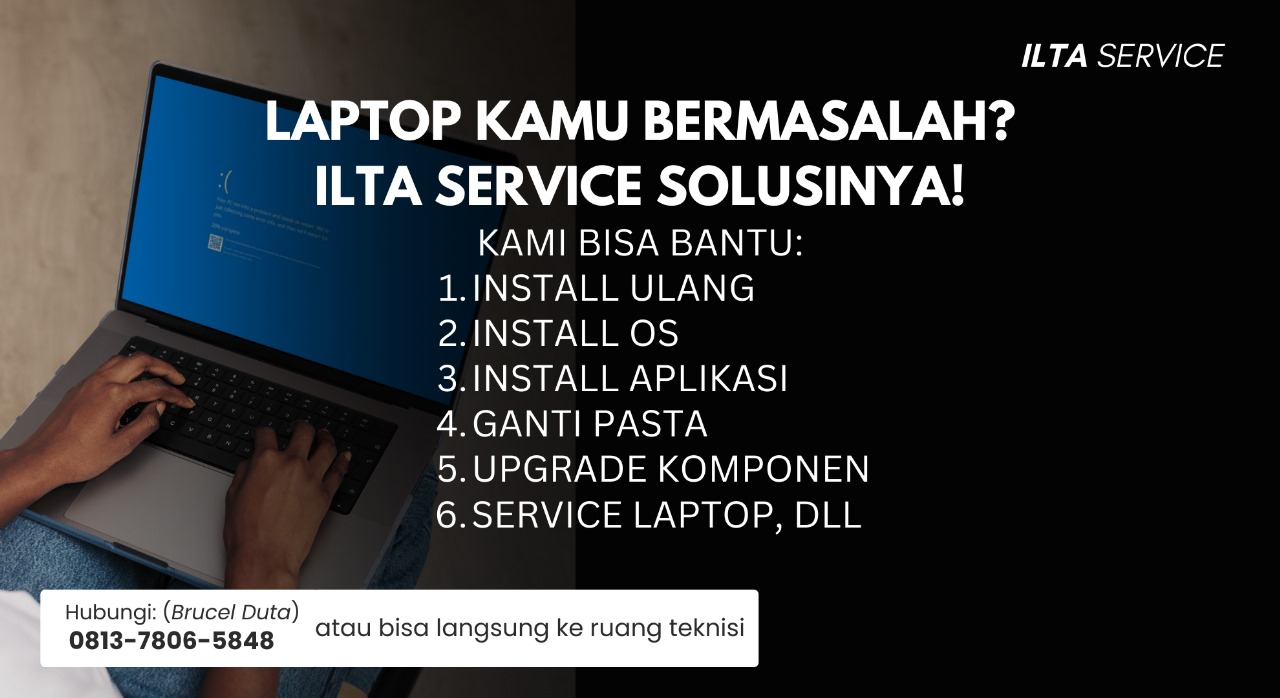 ILTA SERVICE
LAPTOP KAMU BERMASALAH?
ILTA SERVICE SOLUSINYA!
KAMI BISA BANTU:
1. INSTALL ULANG
2. INSTALL OS
3. INSTALL APLIKASI
4. GANTI PASTA
5. UPGRADE KOMPONEN
6. SERVICE LAPTOP, DLL
:(
Hubungi: (Brucel Duta)
0813-7806-5848
atau bisa langsung ke ruang teknisi